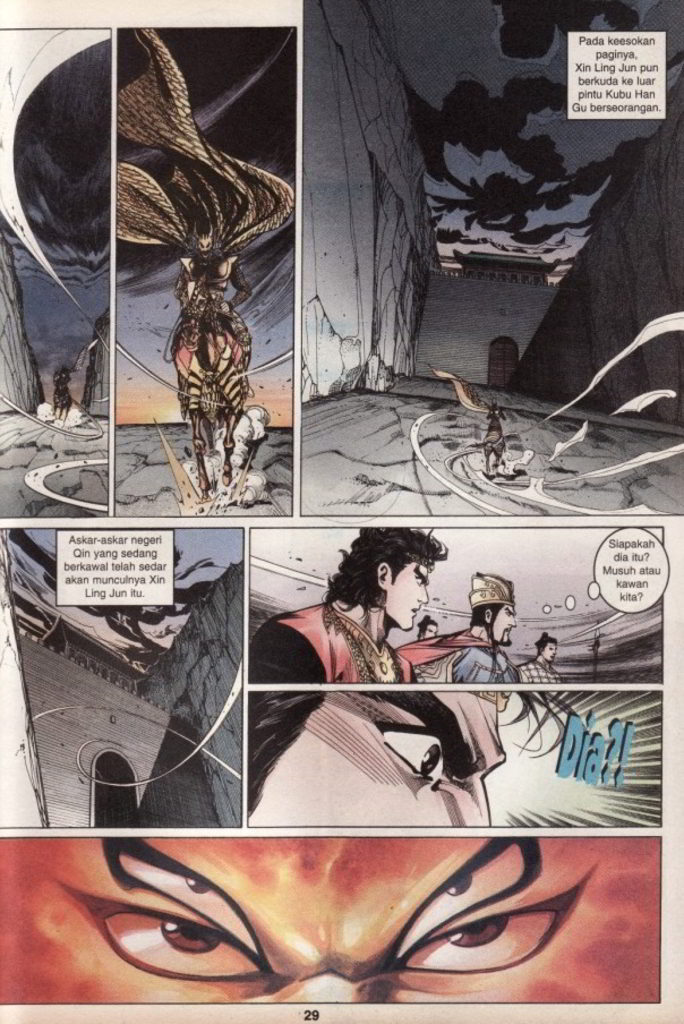 Pada keesokan
paginya,
Xin Ling Jun pun
berkuda ke luar
pintu Kubu Han
Gu berseorangan.
Askar-askar negeri
Qin yang sedang
berkawal telah sedar
akan munculnya Xin
Ling Jun itu.
Siapakah
dia itu?
Musuh atau
kawan
kita?
Dia?!
29